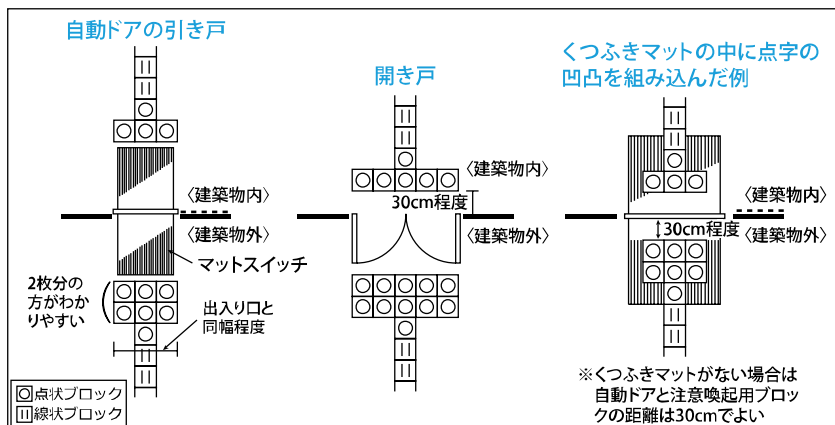 自動ドアの引き戸
〈建築物内〉
〈建築物外〉
マットスイッチ
2枚分の
方がわか
りやすい
出入り口と
同幅程度
点状ブロック
線状ブロック
開き戸
〈建築物内〉
30cm程度
〈建築物外〉
くつふきマットの中に点字の
凹凸を組み込んだ例
〈建築物内〉
30cm程度
〈建築物外〉
※くつふきマットがない場合は
自動ドアと注意喚起用ブロッ
クの距離は30cmでよい